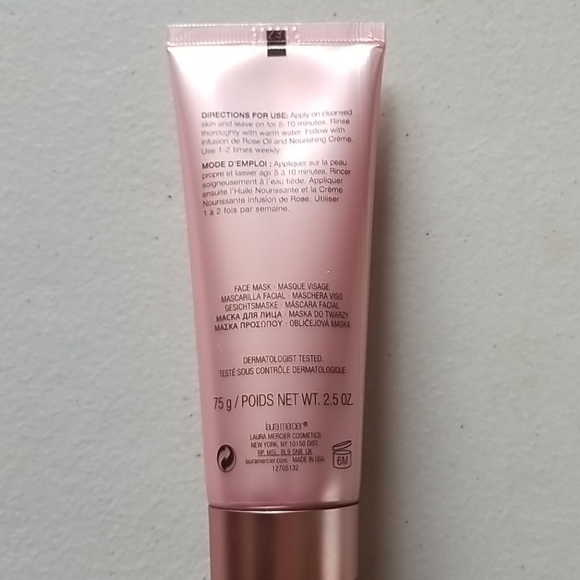 DIRECTIONS FOR USE: Apply on cleansed
skin and leave on for 5-10 minutes. Rinse
thoroughly with warm water. Follow with
Infusion de Rose Oil and Nourishing Crème.
Use 1-2 times weekly.
MODE D'EMPLOI : Appliquer sur la peau
propre et laisser agir 5 à 10 minutes. Rincer
soigneusement à l'eau tiède. Appliquer
ensuite l'Huile Nourissante et la Crème
Nourissante Infusion de Rose. Utiliser
1 à 2 fois par semaine.
FACE MASK · MASQUE VISAGE
MASCARILLA FACIAL · MASCHERA VISO
GESICHTSMASKE · MÁSCARA FACIAL
МАСКА ДЛЯ ЛИЦА · MASKA DO TWARZY
ΜΑΣΚΑ ΠΡΟΣΩΠΟΥ · OBLIČEJOVÁ MASKA
DERMATOLOGIST TESTED.
TESTÉ SOUS CONTRÔLE DERMATOLOGIQUE.
75 g / POIDS NET WT. 2.5 OZ.
laura mercier®
LAURA MERCIER COSMETICS
NEW YORK, NY 10150 DIST.
RP, MSL, BL9 5NB, UK
lauramercier.com · MADE IN USA
12705132
6M